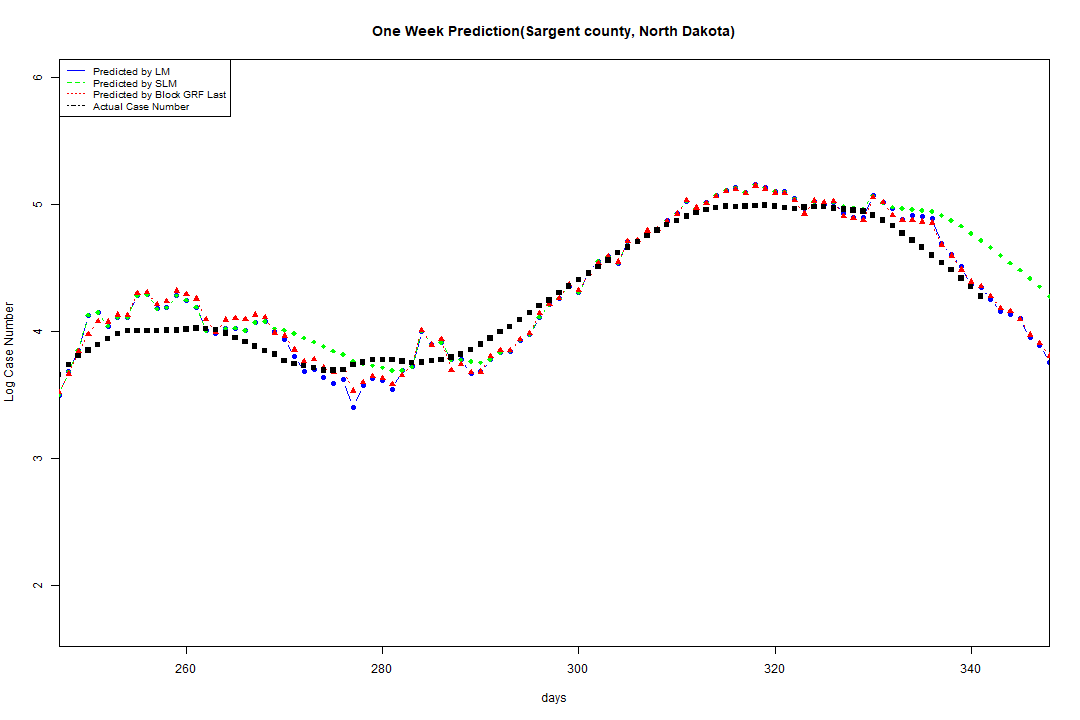 One Week Prediction(Sargent county, North Dakota)
Predicted by LM
Predicted by SLM
Predicted by Block GRF Last
Actual Case Number
6
5
4
3
2
Log Case Number
260 280 300 320 340
days